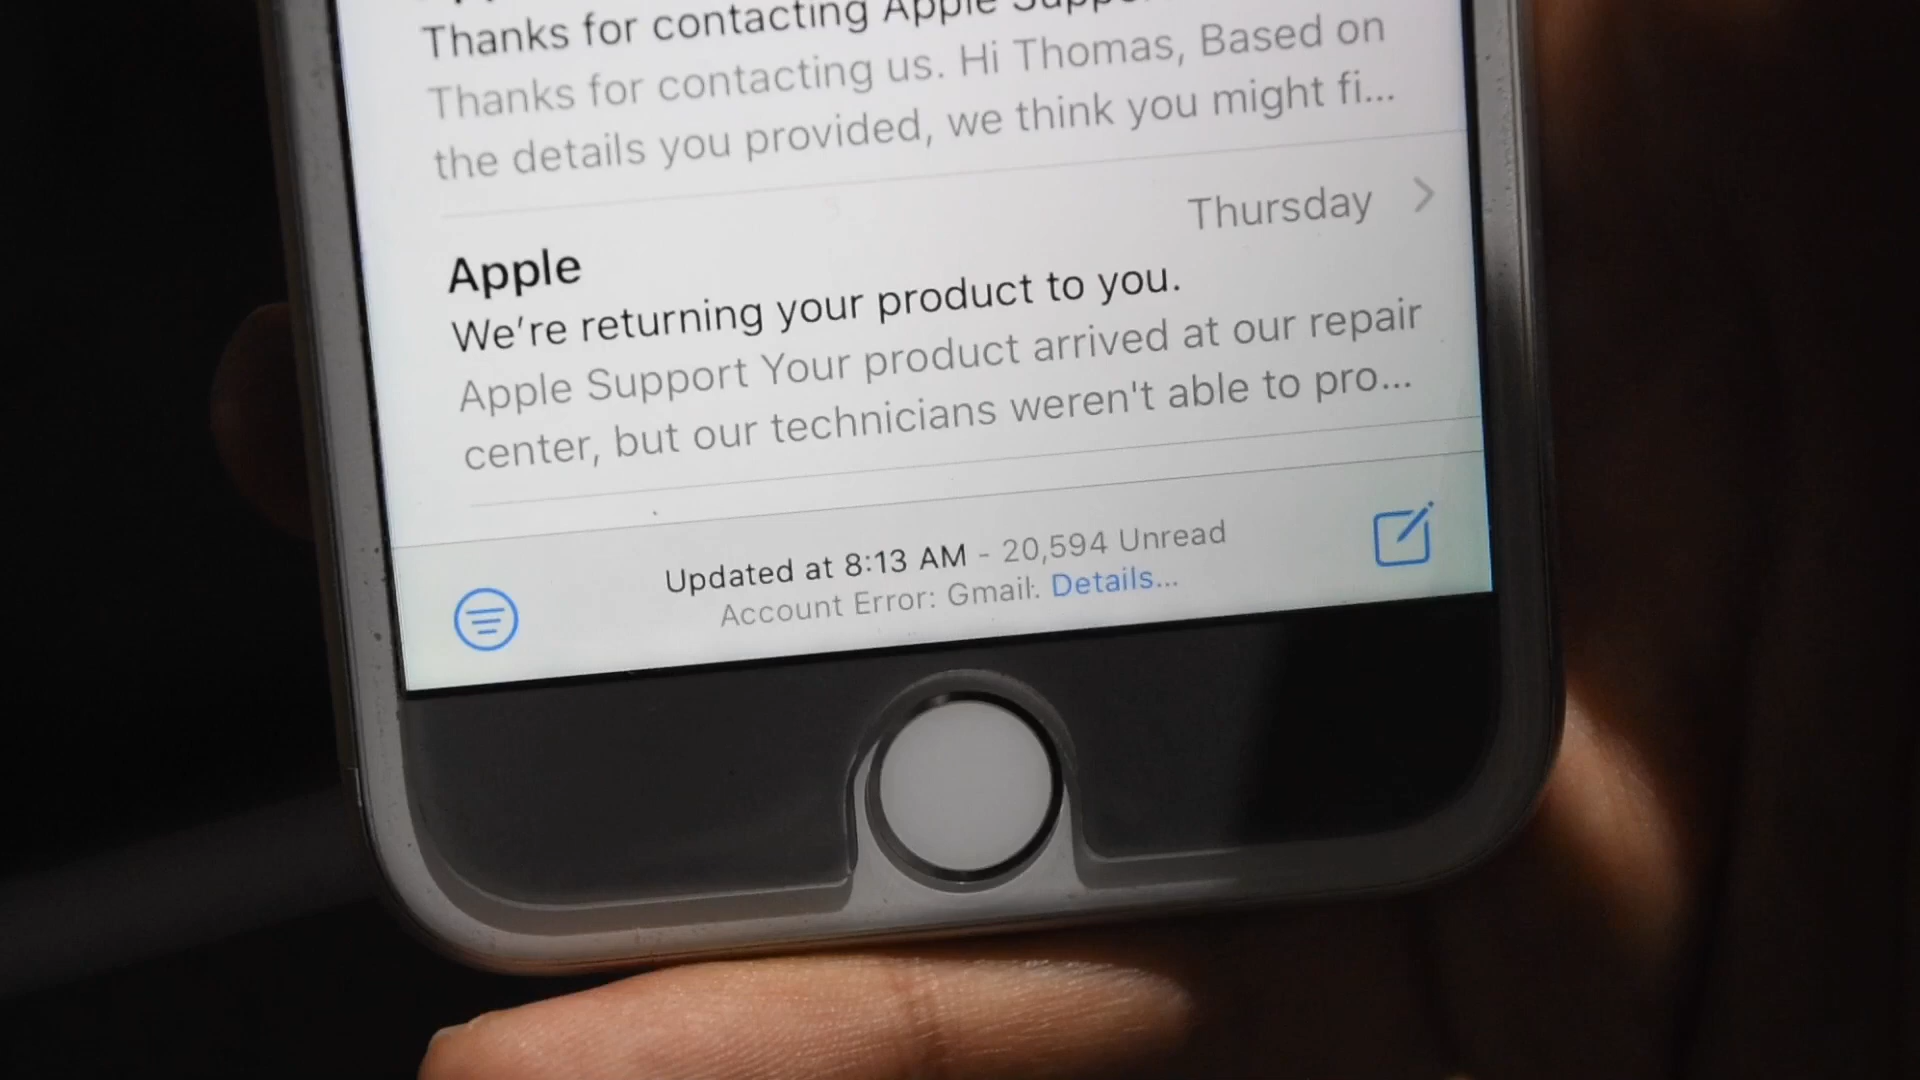 Thanks for contacting Apple
Thanks for contacting us. Hi Thomas, Based on
the details you provided, we think you might fi...
Thursday
Apple
We're returning your product to you.
Apple Support Your product arrived at our repair
center, but our technicians weren't able to pro...
Updated at 8:13 AM - 20,594 Unread
Account Error: Gmail: Details...